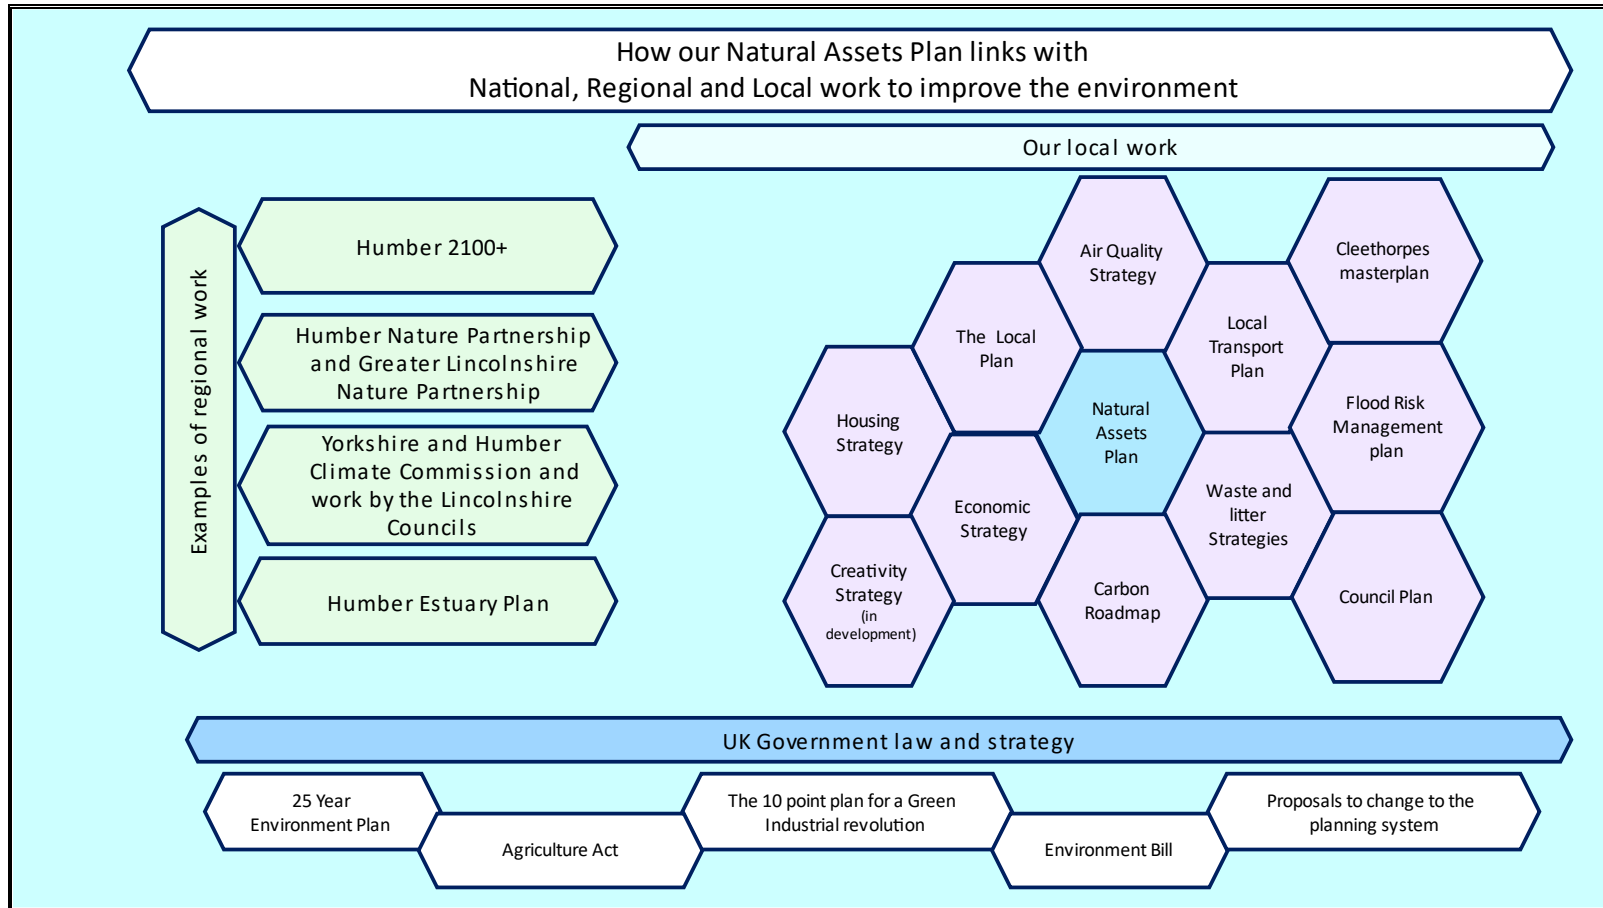 How our Natural Assets Plan links with
National, Regional and Local work to improve the environment
Our local work
Examples of regional work
Humber 2100+
Humber Nature Partnership
and Greater Lincolnshire
Nature Partnership
Yorkshire and Humber
Climate Commission and
work by the Lincolnshire
Councils
Humber Estuary Plan
Air Quality
Strategy
Cleethorpes
masterplan
The Local
Plan
Local
Transport
Plan
Housing
Strategy
Natural
Assets
Plan
Flood Risk
Management
plan
Economic
Strategy
Waste and
litter
Strategies
Creativity
Strategy
(in
development)
Carbon
Roadmap
Council Plan
UK Government law and strategy
25 Year
Environment Plan
Agriculture Act
The 10 point plan for a Green
Industrial revolution
Environment Bill
Proposals to change to the
planning system